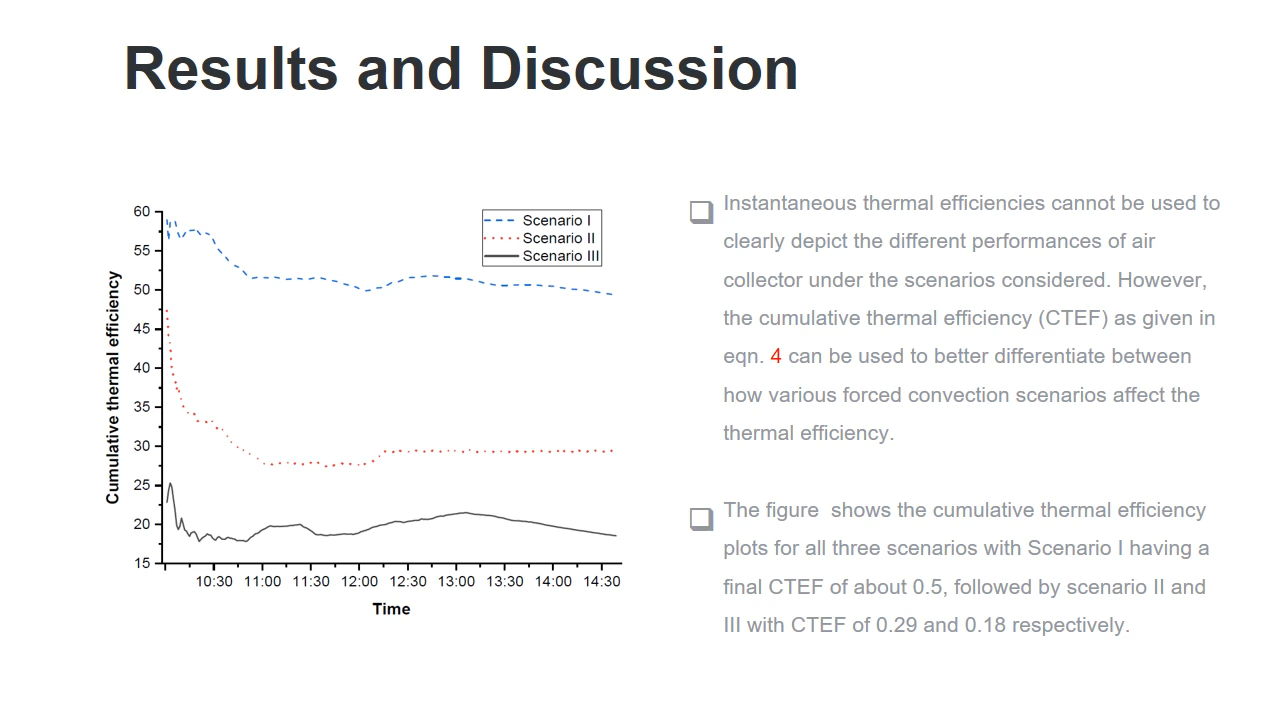 Results and Discussion
60
55
50
45
40
35
30
25
20
15
Cumulative thermal efficiency
Scenario I
Scenario II
Scenario III
10:30 11:00 11:30 12:00 12:30 13:00 13:30 14:00 14:30
Time
Instantaneous thermal efficiencies cannot be used to
clearly depict the different performances of air
collector under the scenarios considered. However,
the cumulative thermal efficiency (CTEF) as given in
eqn. 4 can be used to better differentiate between
how various forced convection scenarios affect the
thermal efficiency.
The figure  shows the cumulative thermal efficiency
plots for all three scenarios with Scenario I having a
final CTEF of about 0.5, followed by scenario II and
III with CTEF of 0.29 and 0.18 respectively.